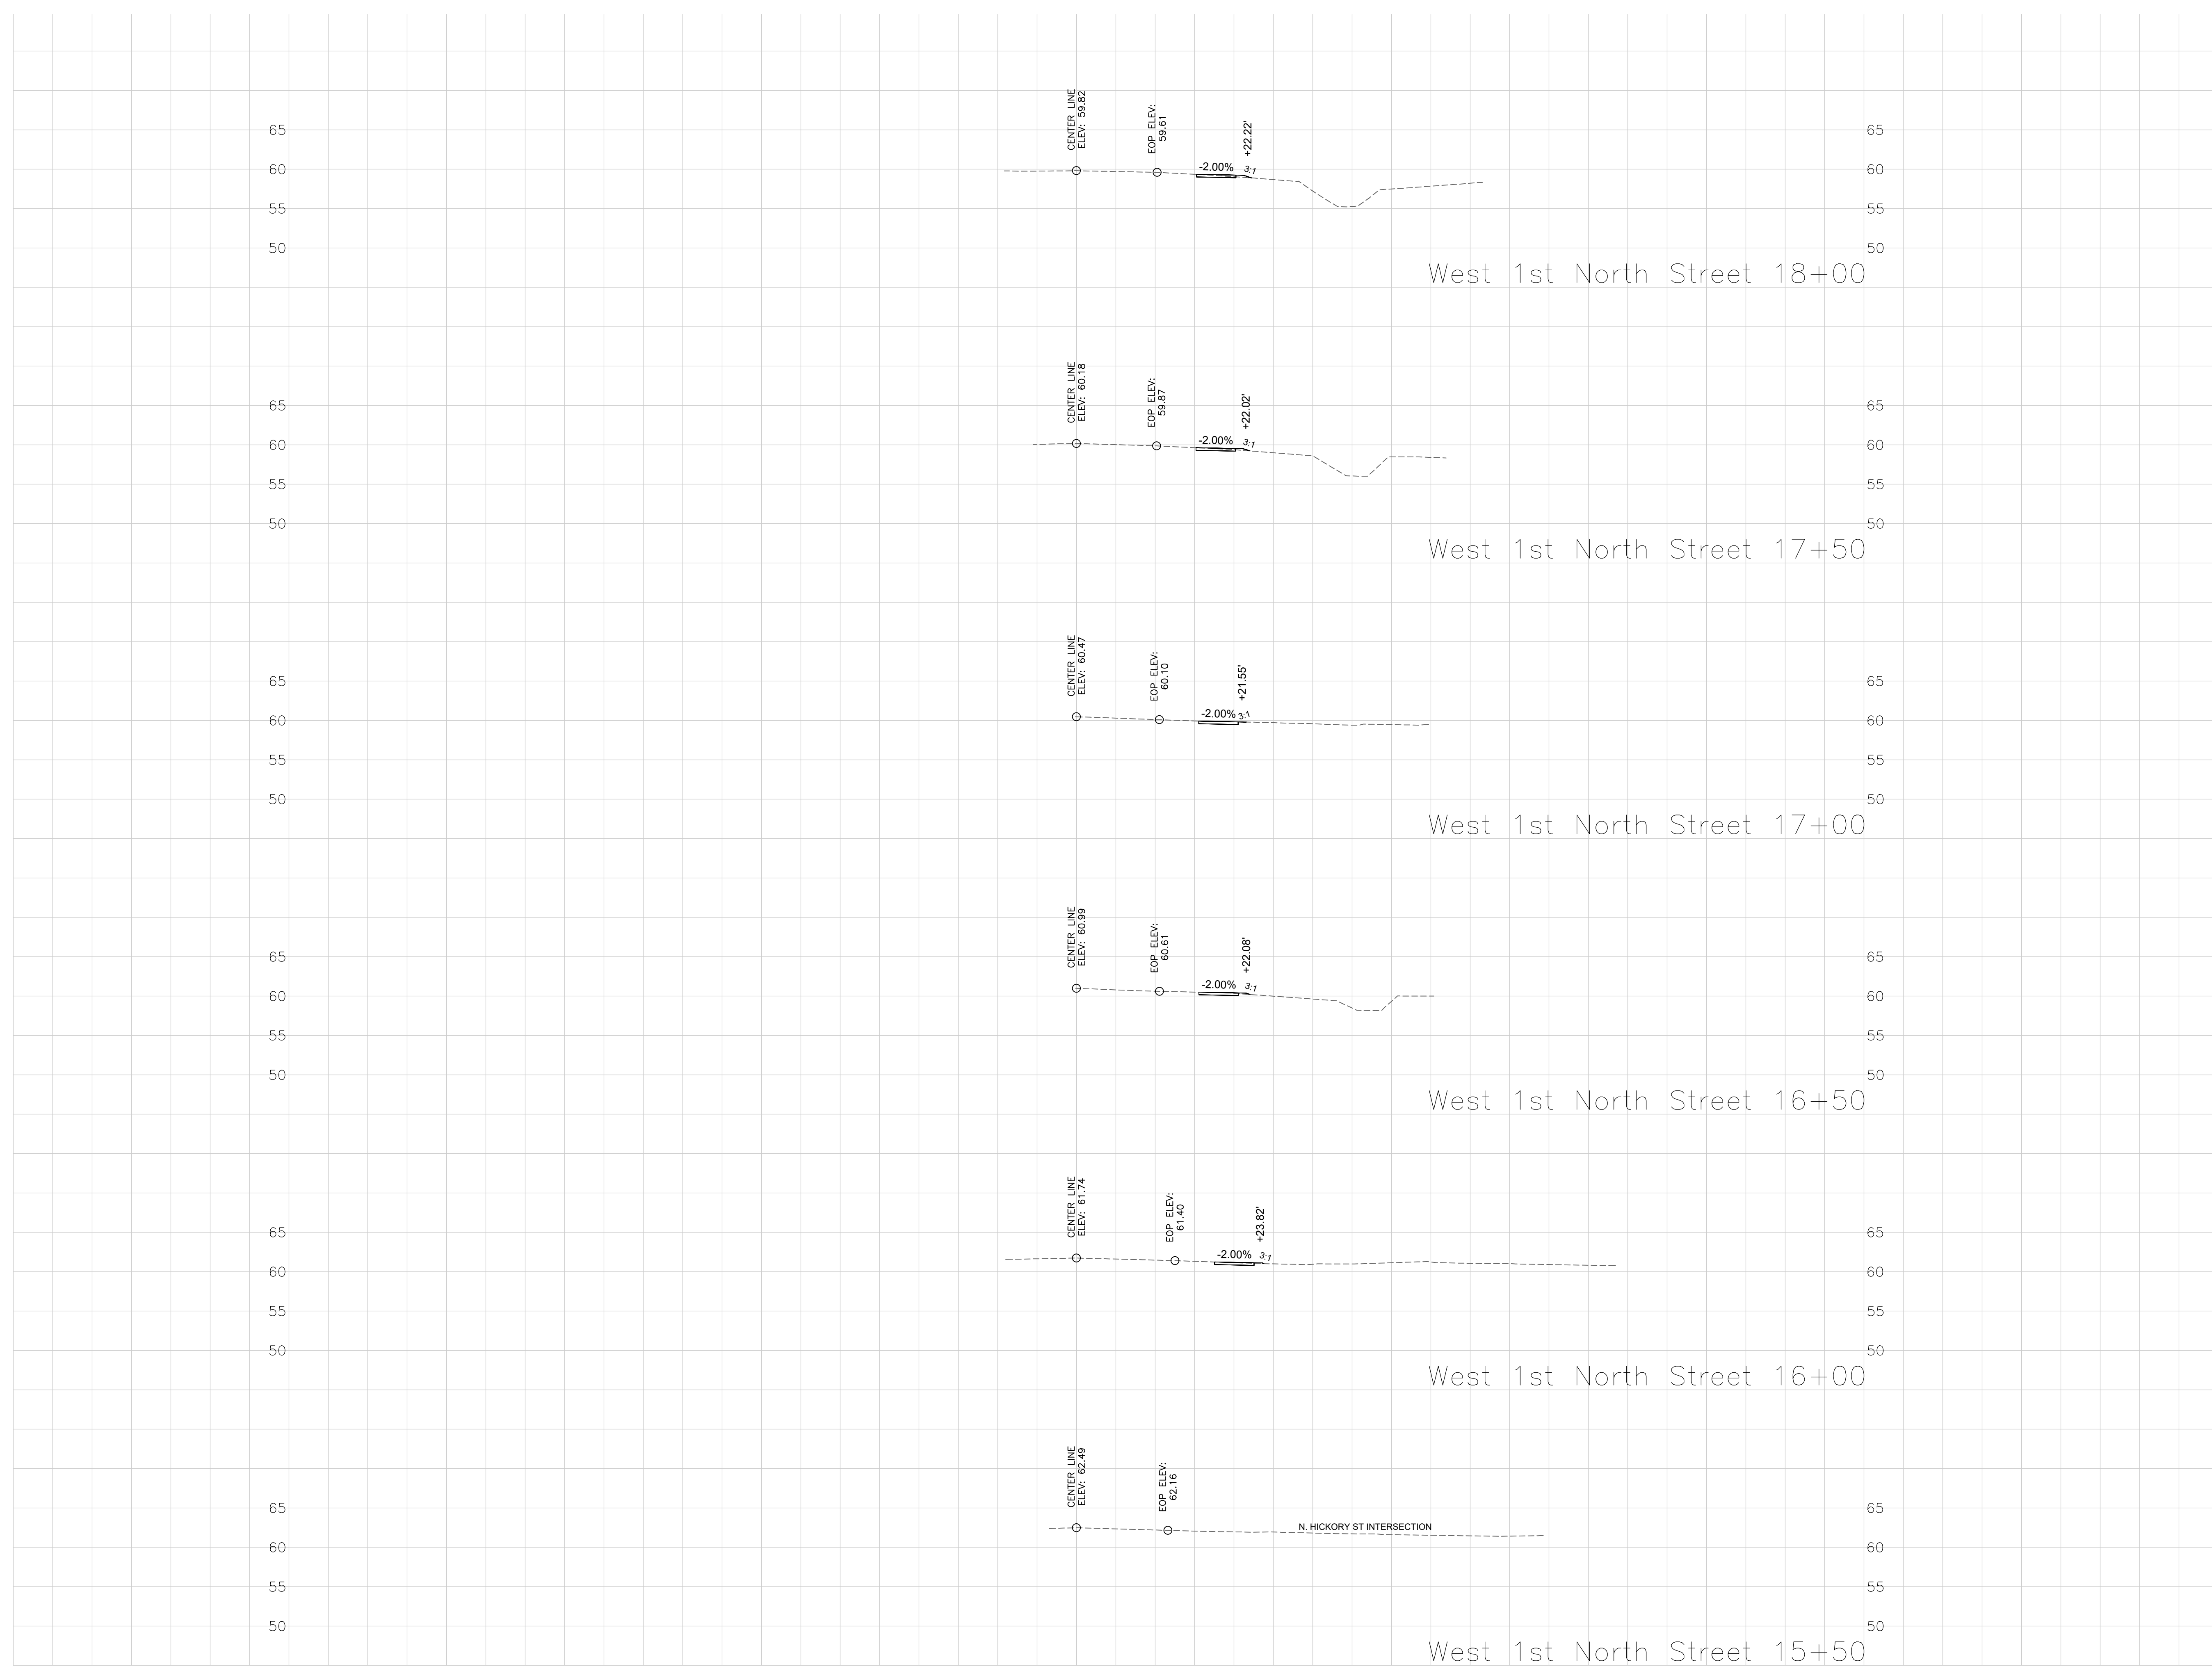 CENTER LINE
ELEV: 59.82
EOP ELEV:
59.61
+22.22'
-2.00%
3:1
65
65
60
60
55
55
50
50
West 1st North Street 18+00
CENTER LINE
ELEV: 60.18
EOP ELEV:
59.87
+22.02'
-2.00%
3:1
65
65
60
60
55
55
50
50
West 1st North Street 17+50
CENTER LINE
ELEV: 60.47
EOP ELEV:
60.10
+21.55'
-2.00%
3:1
65
65
60
60
55
55
50
50
West 1st North Street 17+00
CENTER LINE
ELEV: 60.99
EOP ELEV:
60.61
+22.08'
-2.00%
3:1
65
65
60
60
55
55
50
50
West 1st North Street 16+50
CENTER LINE
ELEV: 61.74
EOP ELEV:
61.40
+23.82'
-2.00%
3:1
65
65
60
60
55
55
50
50
West 1st North Street 16+00
CENTER LINE
ELEV: 62.49
EOP ELEV:
62.16
N. HICKORY ST INTERSECTION
65
65
60
60
55
55
50
50
West 1st North Street 15+50